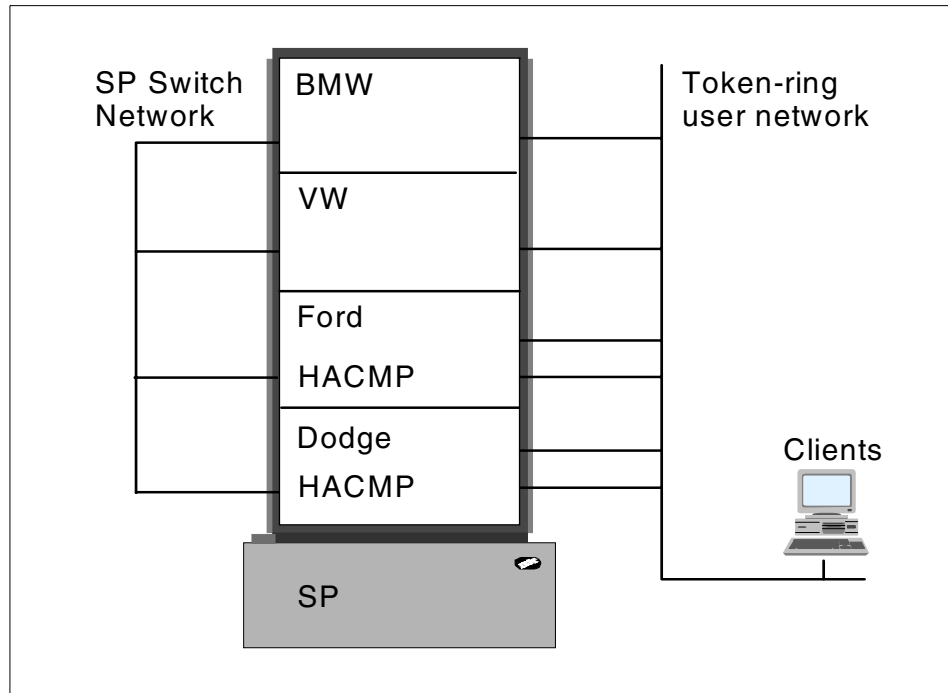 SP Switch
Network
BMW
Token-ring
user network
VW
Ford
HACMP
Dodge
HACMP
Clients
SP